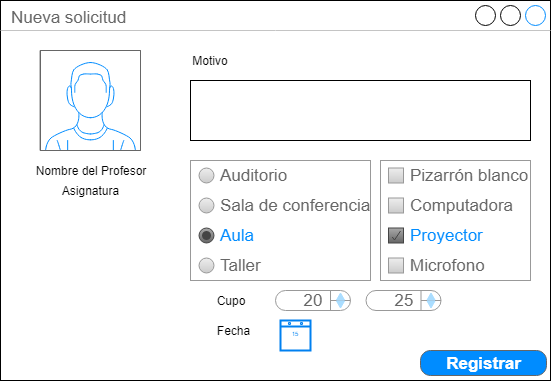 Nueva solicitud
Motivo
Nombre del Profesor
Asignatura
Auditorio
Sala de conferencia
Aula
Taller
Pizarrón blanco
Computadora
Proyector
Microfono
Cupo 20 25
Fecha
Registrar